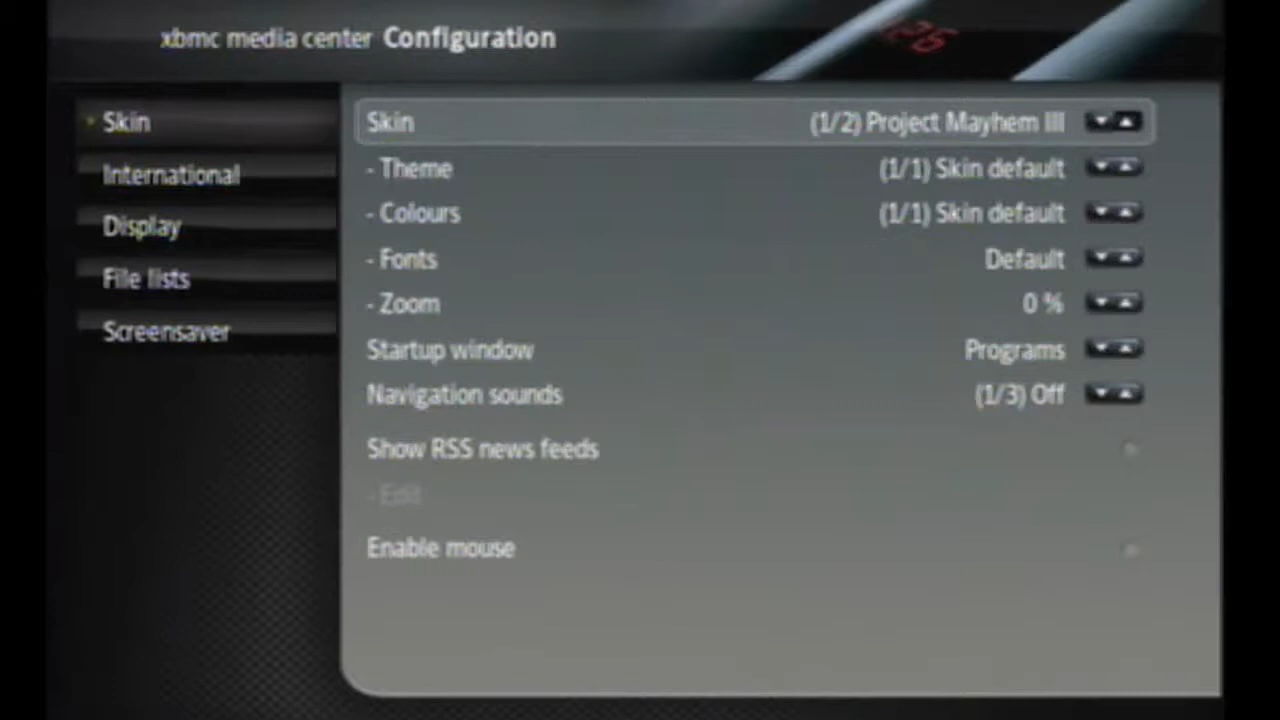 xbmc media center Configuration
Skin
International
Display
File lists
Screensaver
Skin (1/2) Project Mayhem III
- Theme (1/1) Skin default
- Colours (1/1) Skin default
- Fonts Default
- Zoom 0 %
Startup window Programs
Navigation sounds (1/3) Off
Show RSS news feeds
- Edit
Enable mouse